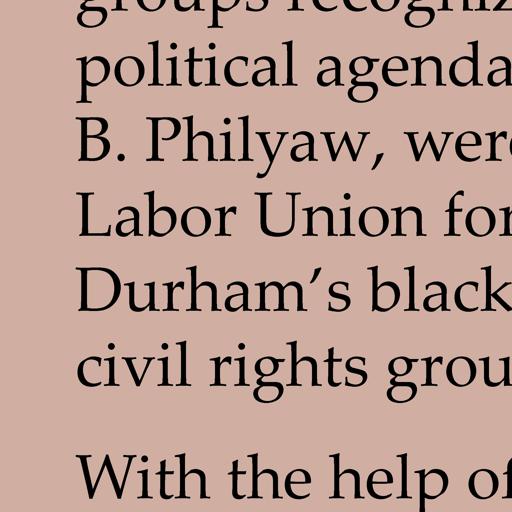 groups recogniz
political agenda
B. Philyaw, were
Labor Union for
Durham’s black
civil rights grou
With the help of